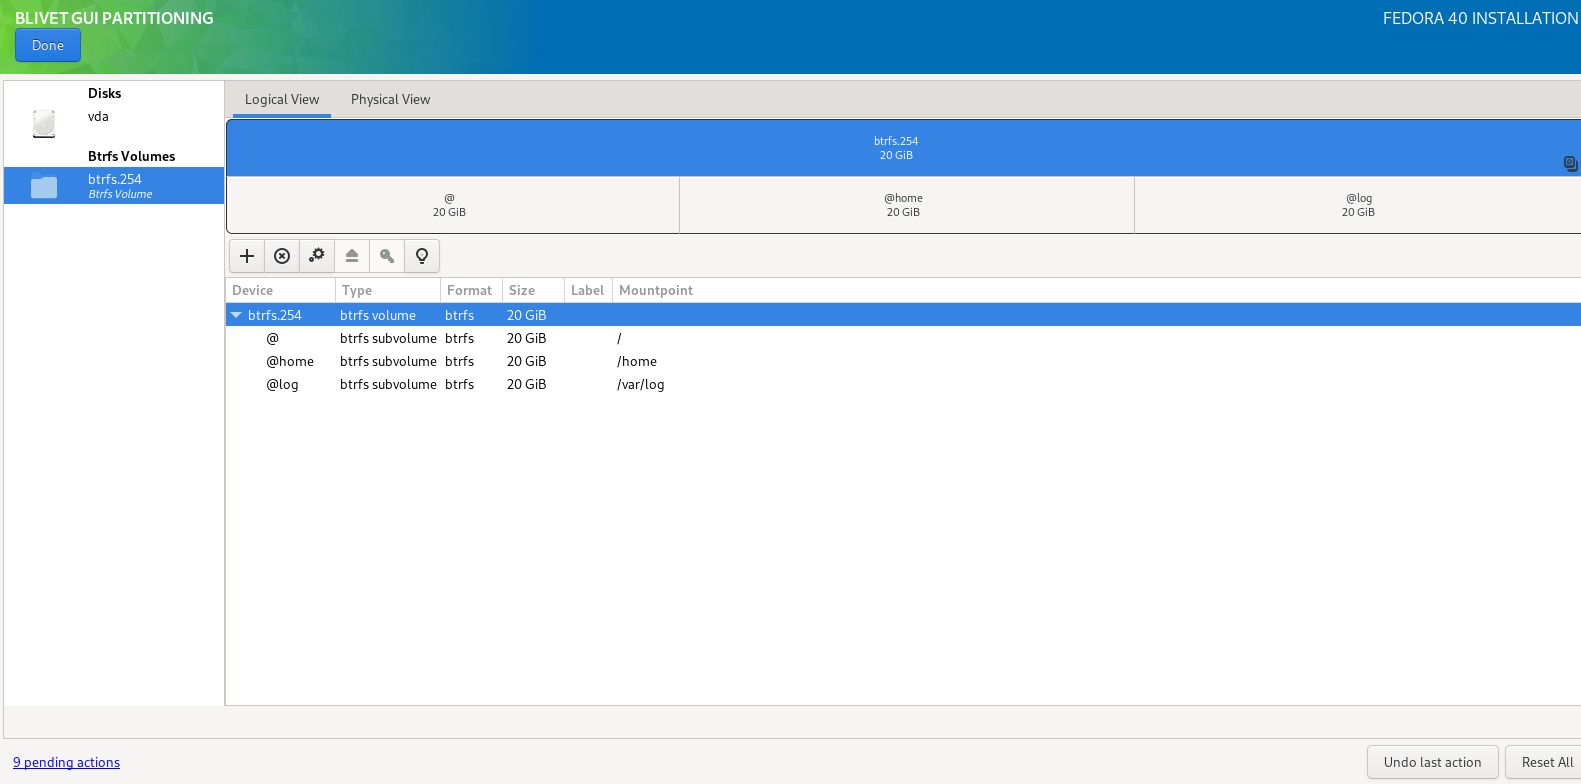 BLIVET GUI PARTITIONING
FEDORA 40 INSTALLATION
Done
Disks
vda
Btrfs Volumes
btrfs.254
Btrfs Volume
Logical View Physical View
btrfs.254
20 GiB
@ @home @log
20 GiB 20 GiB 20 GiB
Device Type Format Size Label Mountpoint
btrfs.254 btrfs volume btrfs 20 GiB
@ btrfs subvolume btrfs 20 GiB /
@home btrfs subvolume btrfs 20 GiB /home
@log btrfs subvolume btrfs 20 GiB /var/log
9 pending actions
Undo last action Reset All